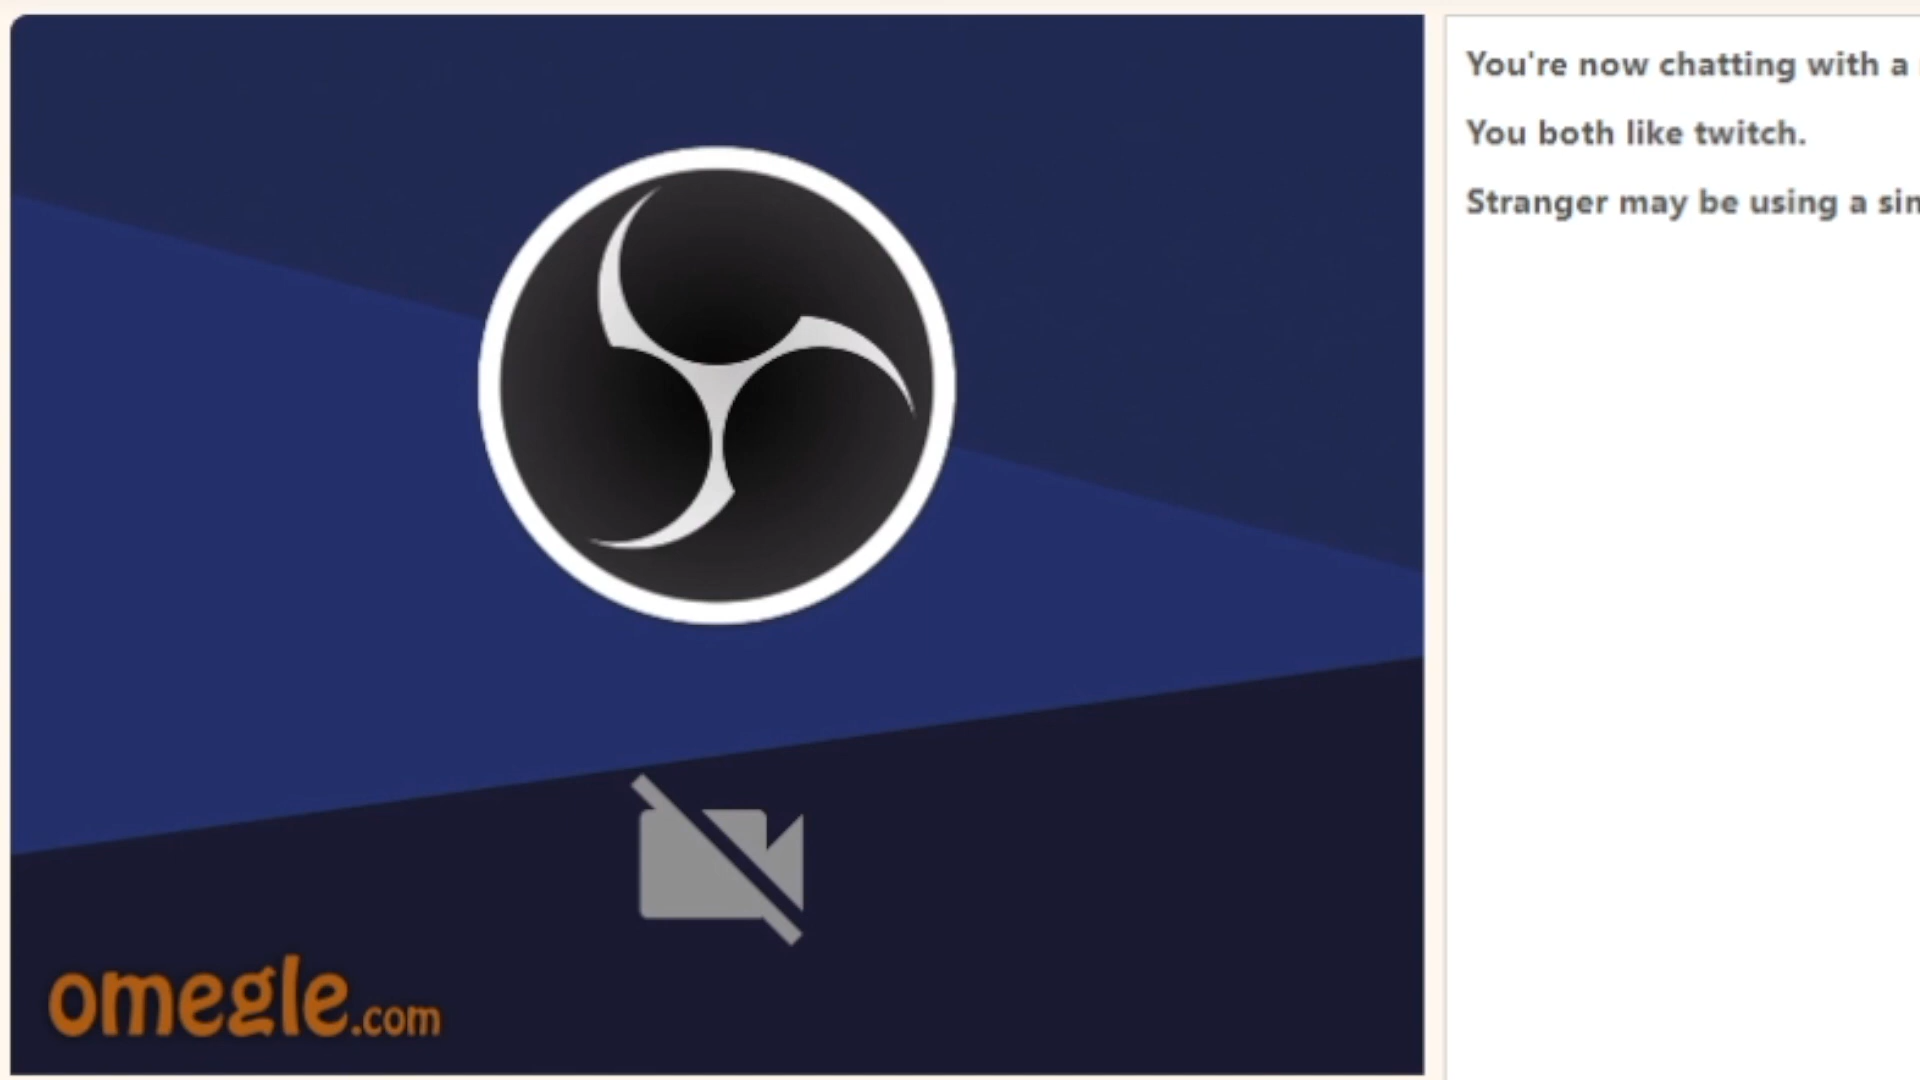 You're now chatting with a
You both like twitch.
Stranger may be using a
omegle.com